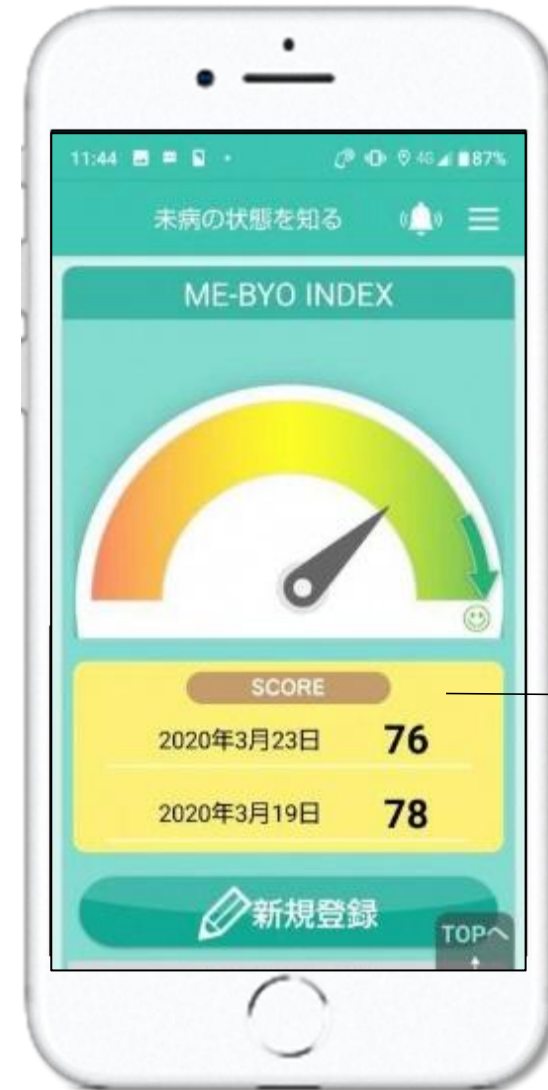 11:44 4G 87%
未病の状態を知る
ME-BYO INDEX
SCORE
2020年3月23日 76
2020年3月19日 78
新規登録
TOPへ